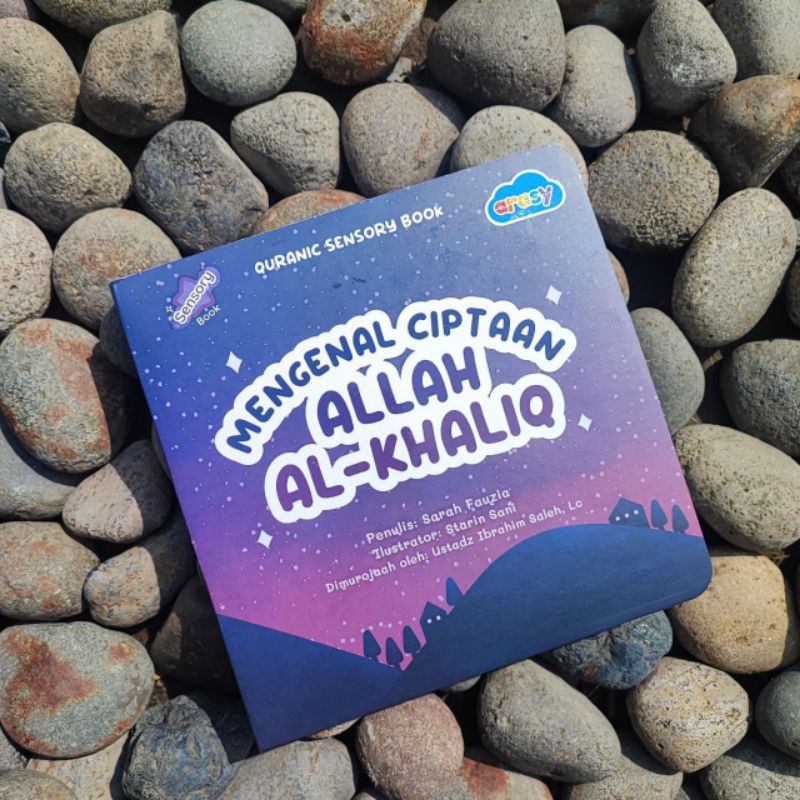 QURANIC SENSORY BOOK
arasy
Sensory
Book
MENGENAL CIPTAAN
ALLAH
AL-KHALIQ
Penulis: Sarah Fauzia
Ilustrator: Starin Sani
Dimurojaah oleh: Ustadz Ibrahim Saleh, Lc